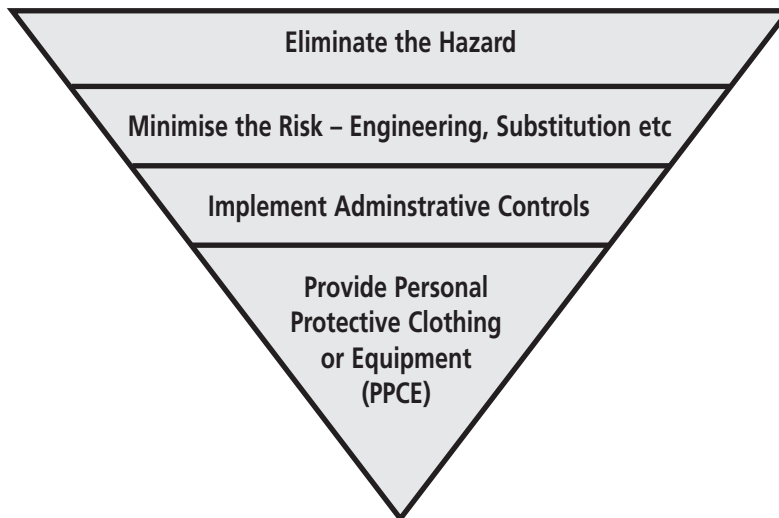 Eliminate the Hazard
Minimise the Risk – Engineering, Substitution etc
Implement Adminstrative Controls
Provide Personal
Protective Clothing
or Equipment
(PPCE)